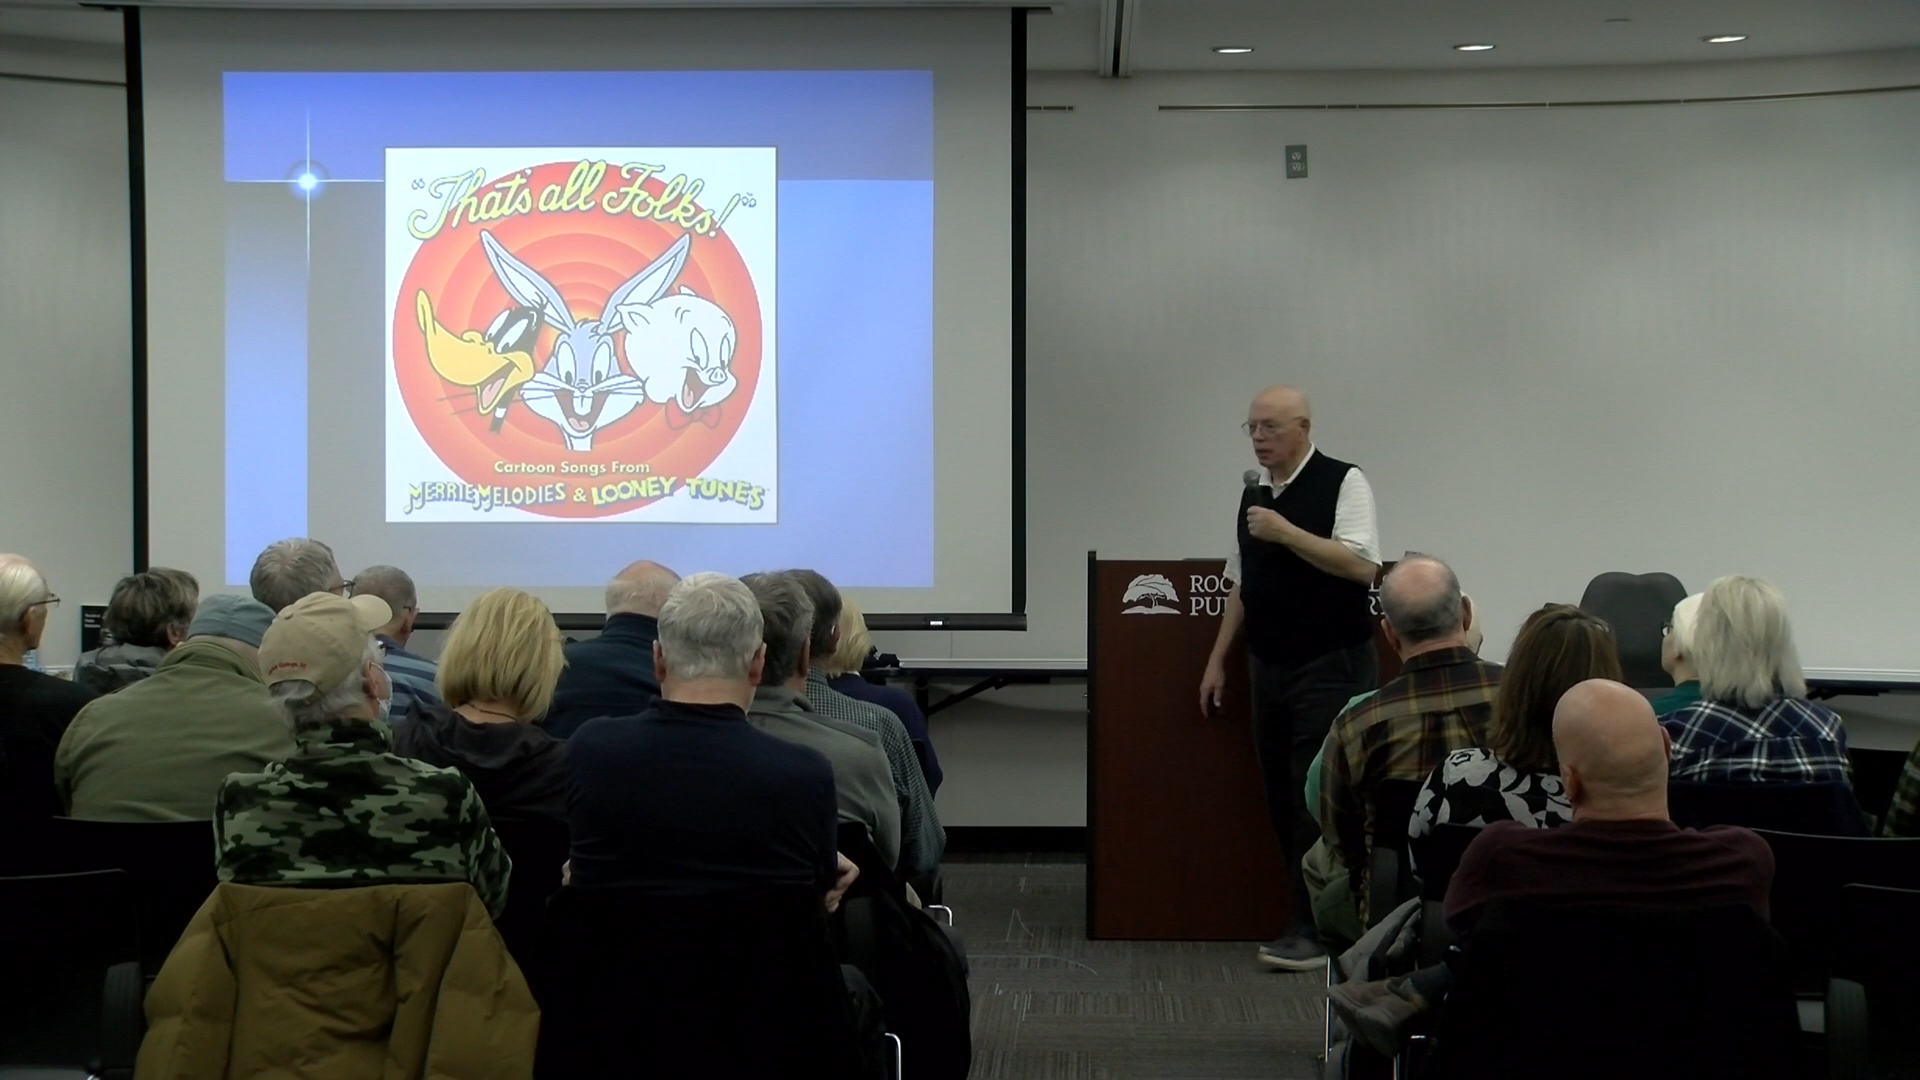 "That's all Folks!"
Cartoon Songs From
MERRIE MELODIES & LOONEY TUNES